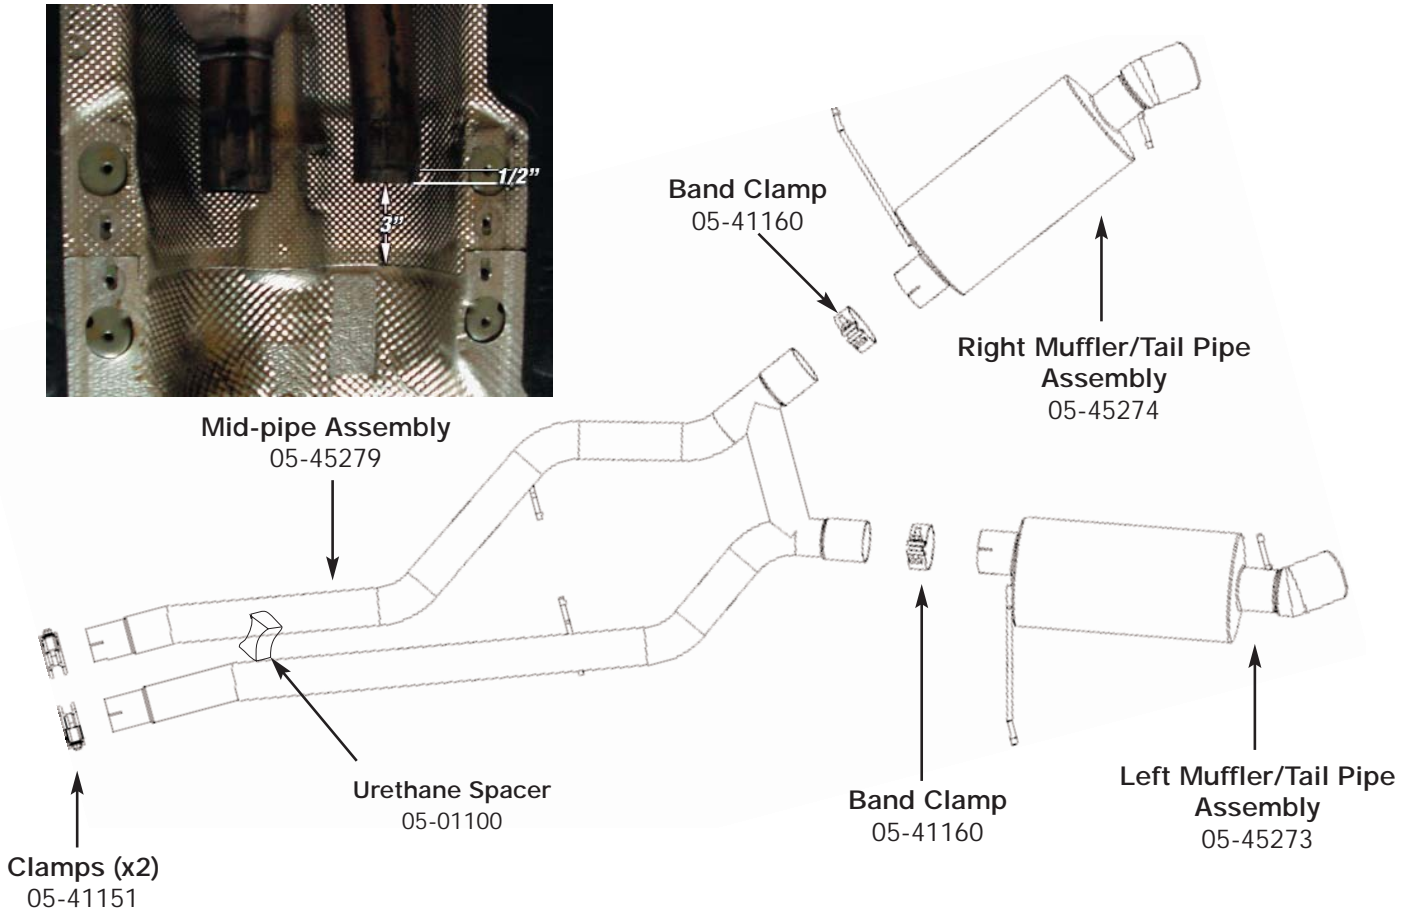 1/2”
3”
Band Clamp
05-41160
Right Muffler/Tail Pipe
Assembly
05-45274
Mid-pipe Assembly
05-45279
Urethane Spacer
05-01100
Band Clamp
05-41160
Left Muffler/Tail Pipe
Assembly
05-45273
Clamps (x2)
05-41151